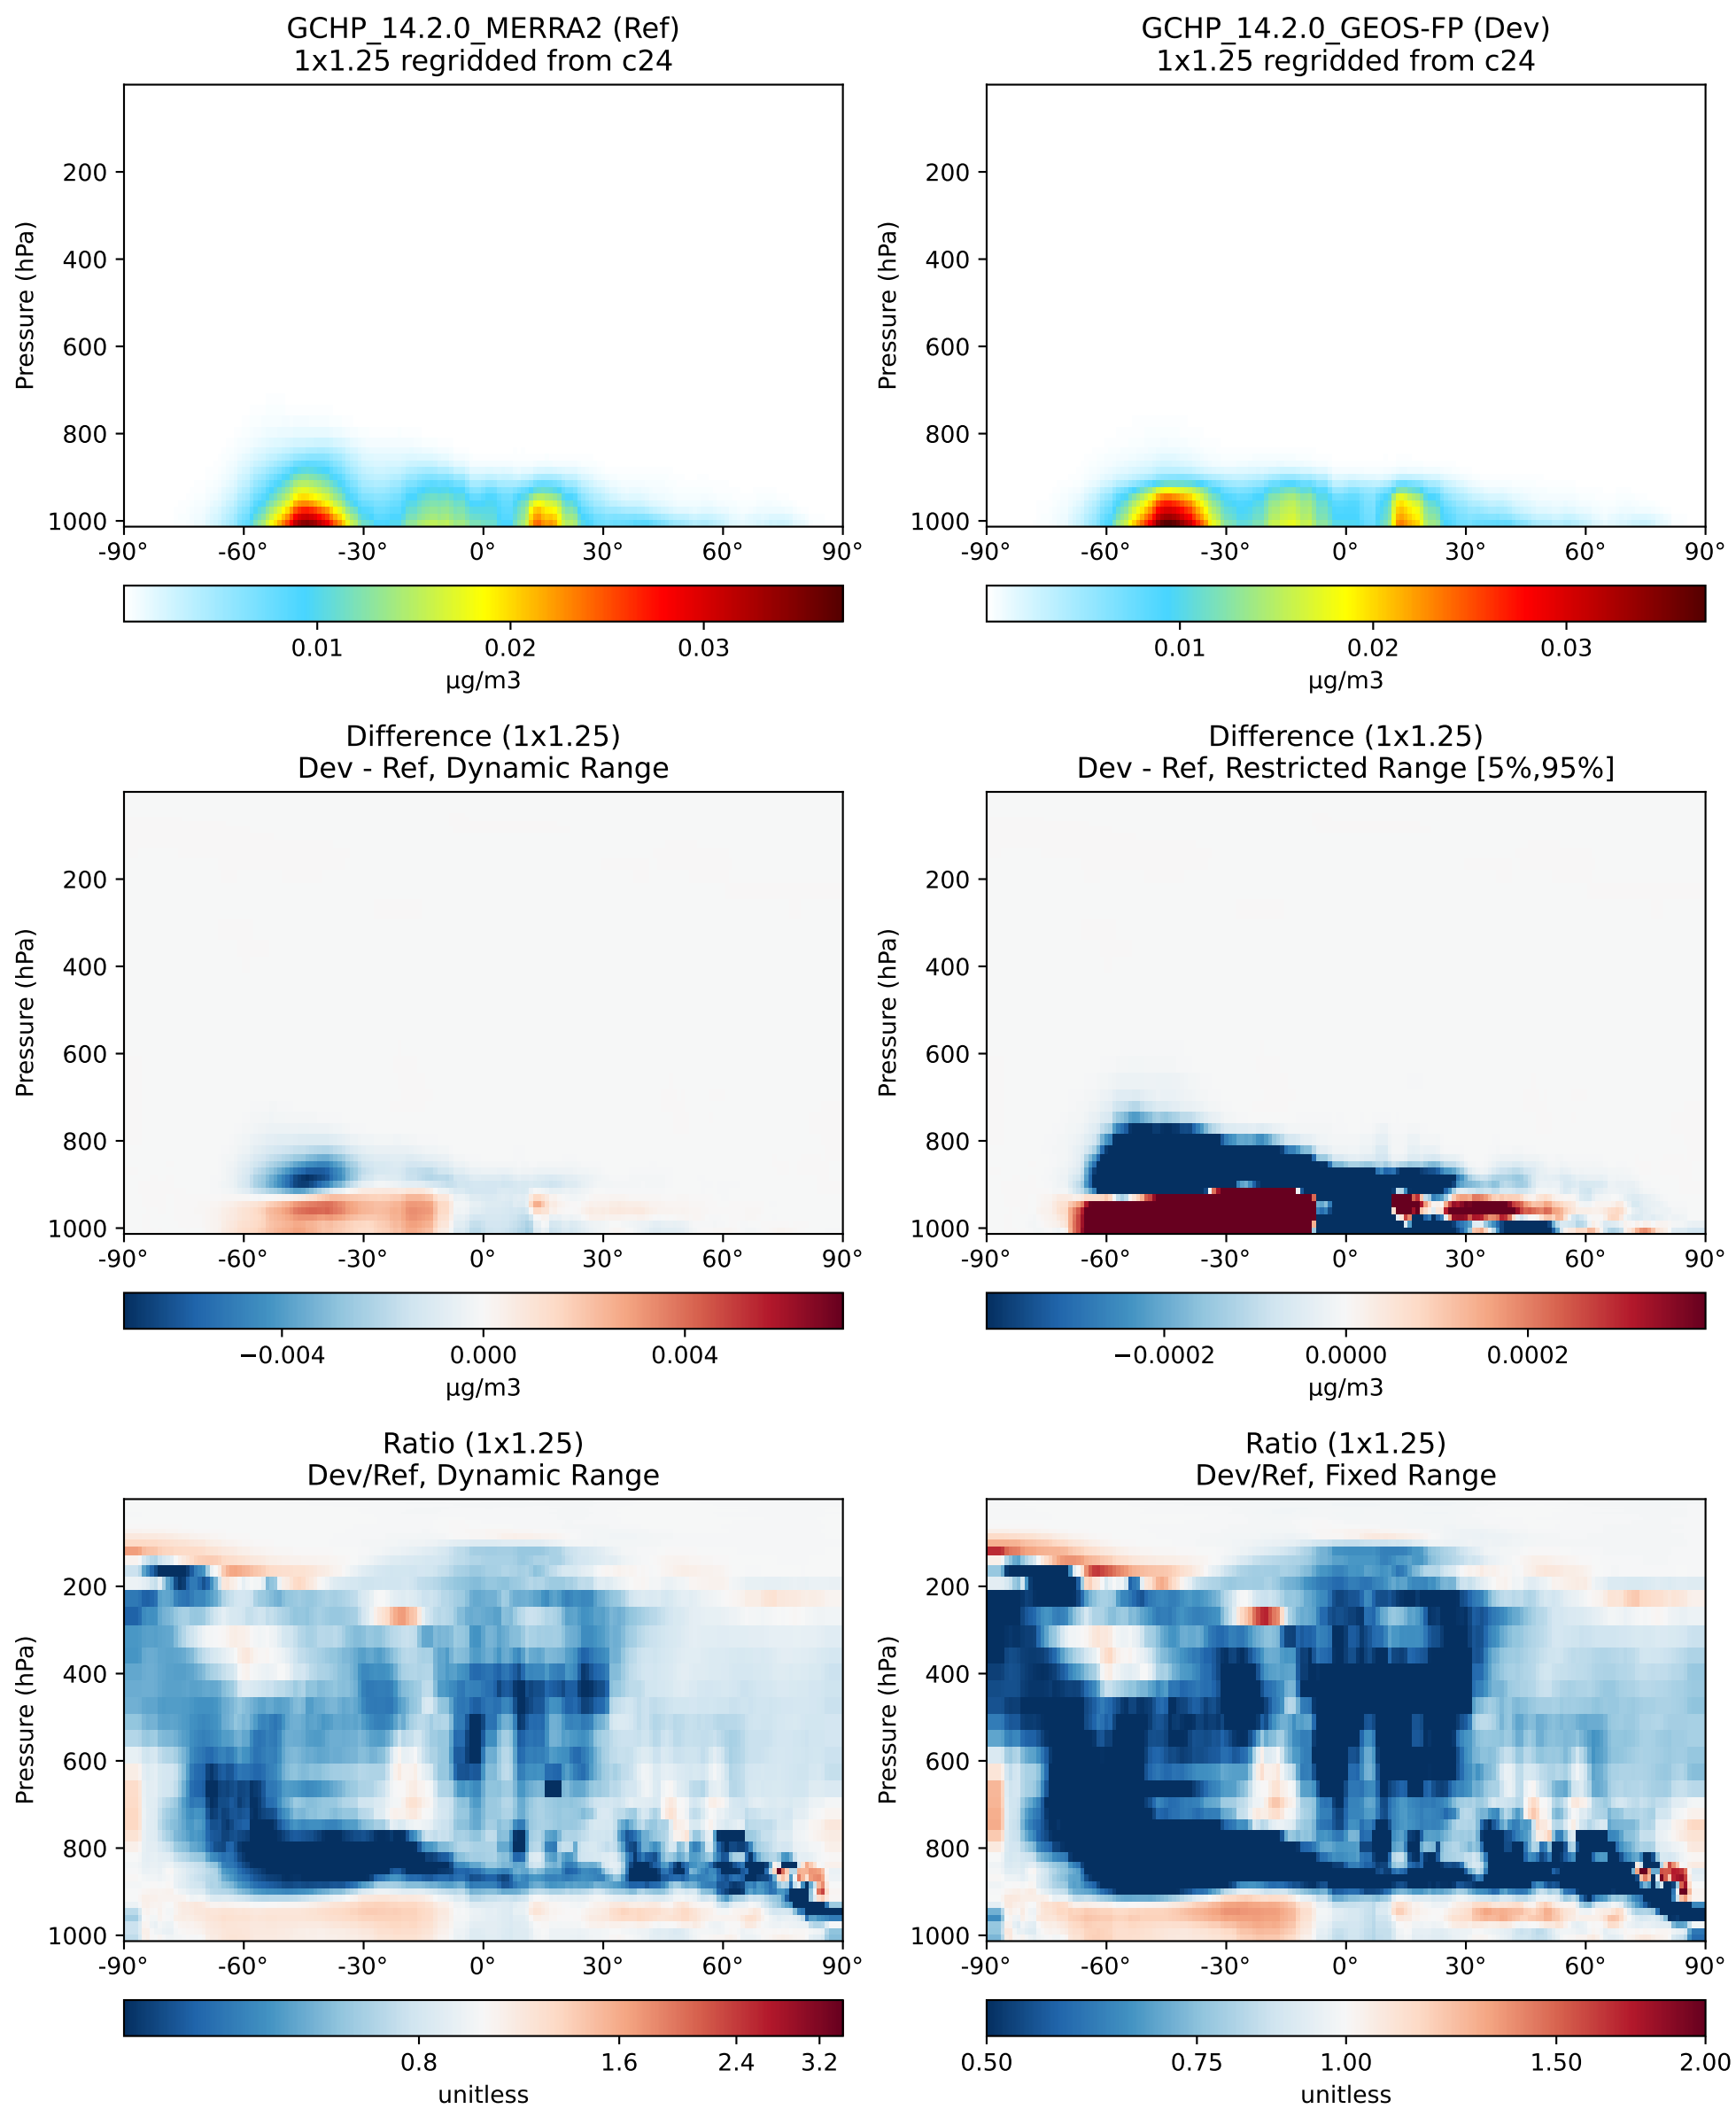 GCHP_14.2.0_MERRA2 (Ref)
1x1.25 regridded from c24
Pressure (hPa)
200
400
600
800
1000
-90° -60° -30° 0° 30° 60° 90°
0.01 0.02 0.03
µg/m3
GCHP_14.2.0_GEOS-FP (Dev)
1x1.25 regridded from c24
Pressure (hPa)
200
400
600
800
1000
-90° -60° -30° 0° 30° 60° 90°
0.01 0.02 0.03
µg/m3
Difference (1x1.25)
Dev - Ref, Dynamic Range
Pressure (hPa)
200
400
600
800
1000
-90° -60° -30° 0° 30° 60° 90°
−0.004 0.000 0.004
µg/m3
Difference (1x1.25)
Dev - Ref, Restricted Range [5%,95%]
Pressure (hPa)
200
400
600
800
1000
-90° -60° -30° 0° 30° 60° 90°
−0.0002 0.0000 0.0002
µg/m3
Ratio (1x1.25)
Dev/Ref, Dynamic Range
Pressure (hPa)
200
400
600
800
1000
-90° -60° -30° 0° 30° 60° 90°
0.8 1.6 2.4 3.2
unitless
Ratio (1x1.25)
Dev/Ref, Fixed Range
Pressure (hPa)
200
400
600
800
1000
-90° -60° -30° 0° 30° 60° 90°
0.50 0.75 1.00 1.50 2.00
unitless